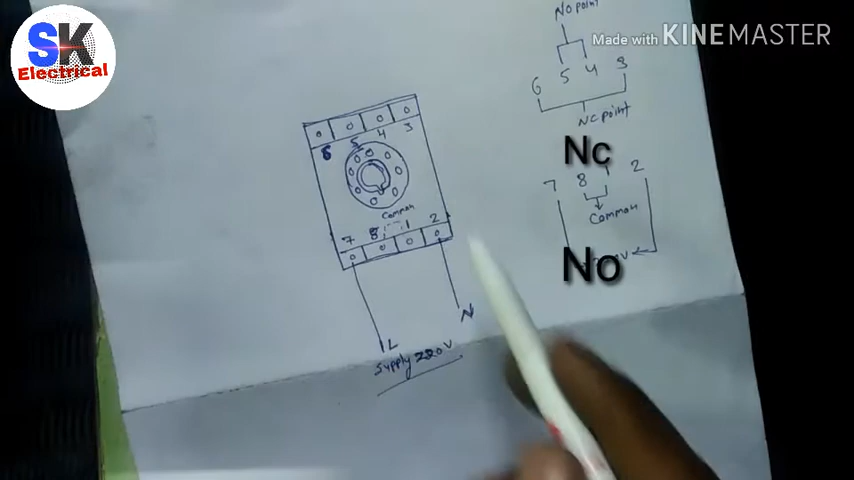 SK
Electrical
Made with KINEMASTER
No point
6 5 4 3
NC point
Nc
7 8 1 2
Common
No
6 5 4 3
Common
7 8 1 2
L
N
Supply 220V